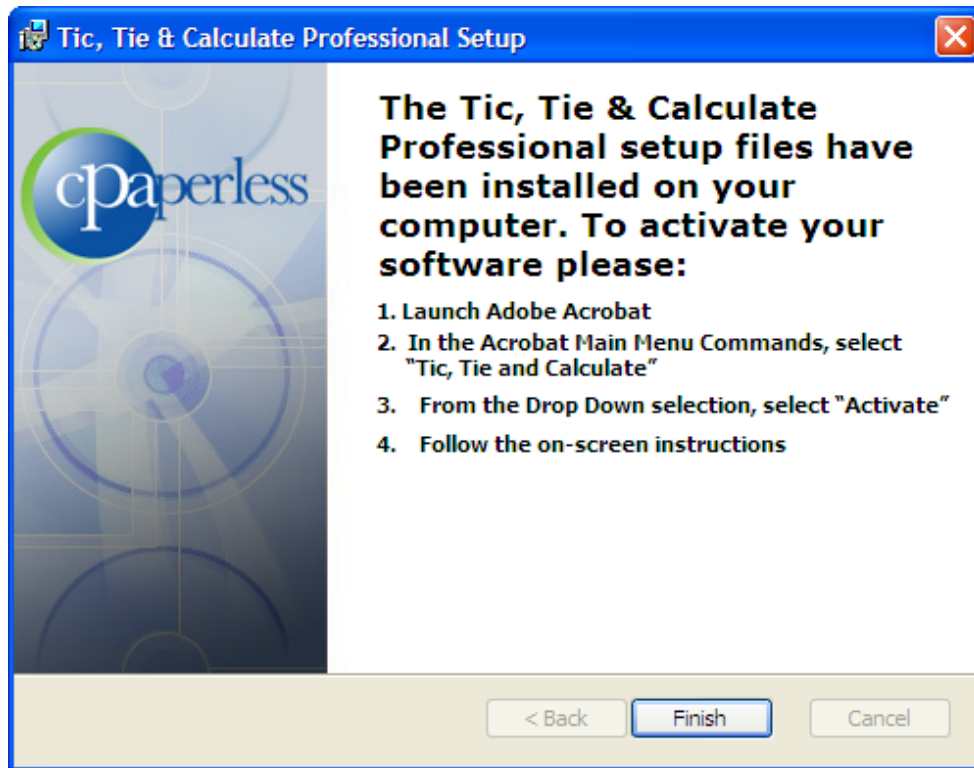 Tic, Tie & Calculate Professional Setup
cpaperless
The Tic, Tie & Calculate
Professional setup files have
been installed on your
computer. To activate your
software please:
1. Launch Adobe Acrobat
2. In the Acrobat Main Menu Commands, select
"Tic, Tie and Calculate"
3. From the Drop Down selection, select "Activate"
4. Follow the on-screen instructions
< Back
Finish
Cancel